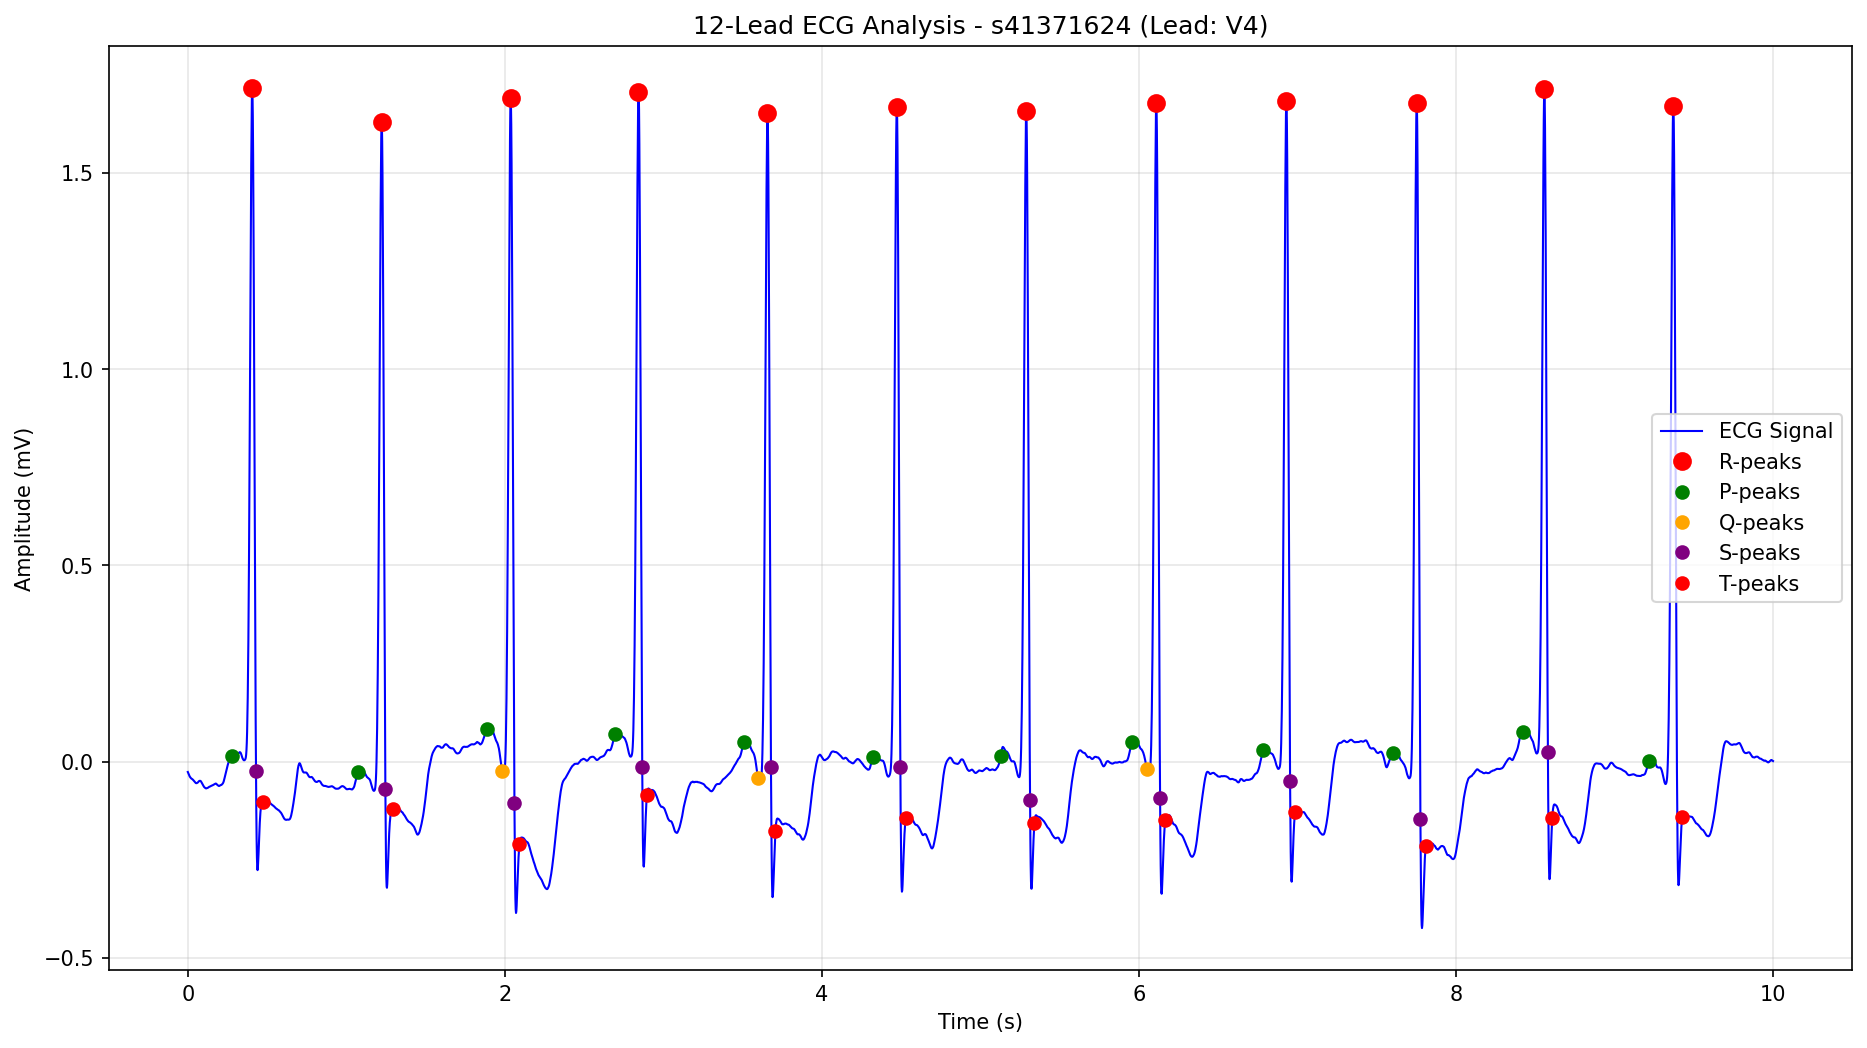 12-Lead ECG Analysis - s41371624 (Lead: V4)
Amplitude (mV)
1.5
1.0
0.5
0.0
−0.5
ECG Signal
R-peaks
P-peaks
Q-peaks
S-peaks
T-peaks
0 2 4 6 8 10
Time (s)